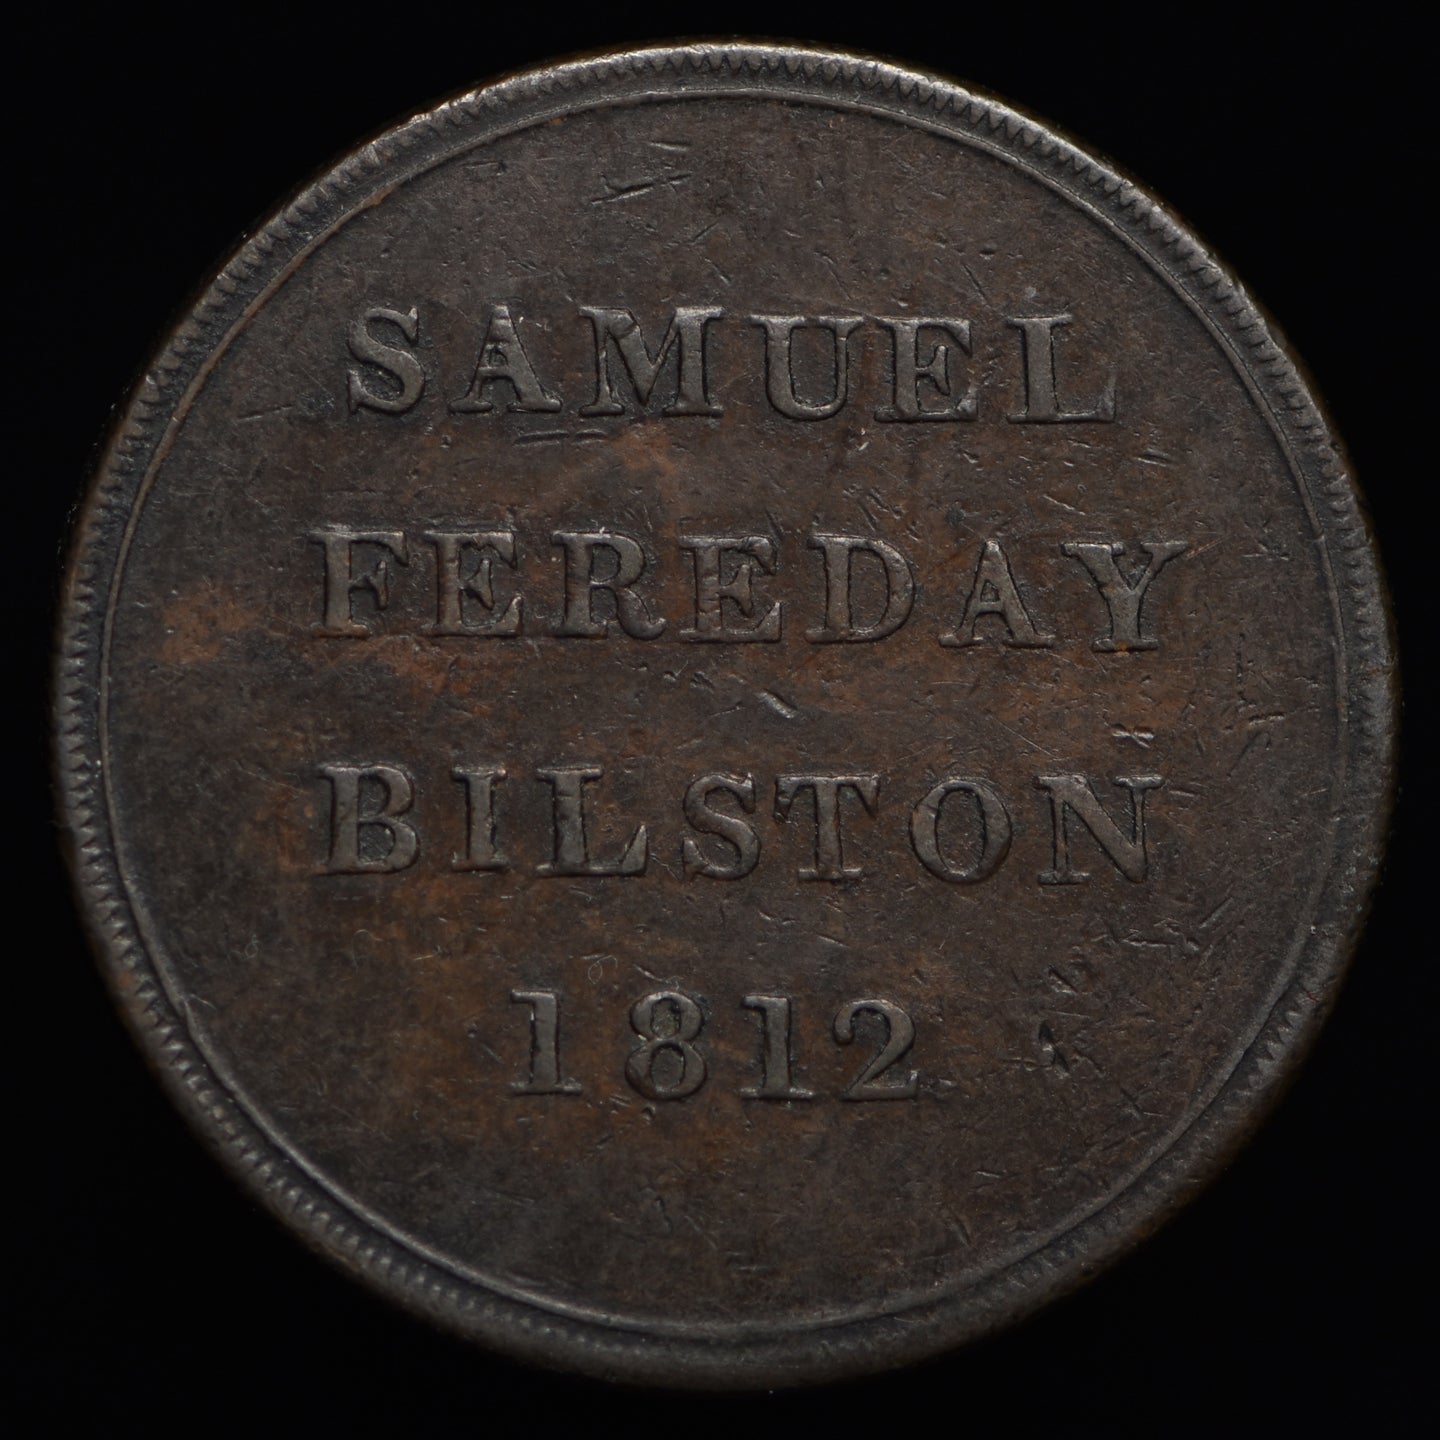 SAMUEL
FEREDAY
BILSTON
1812